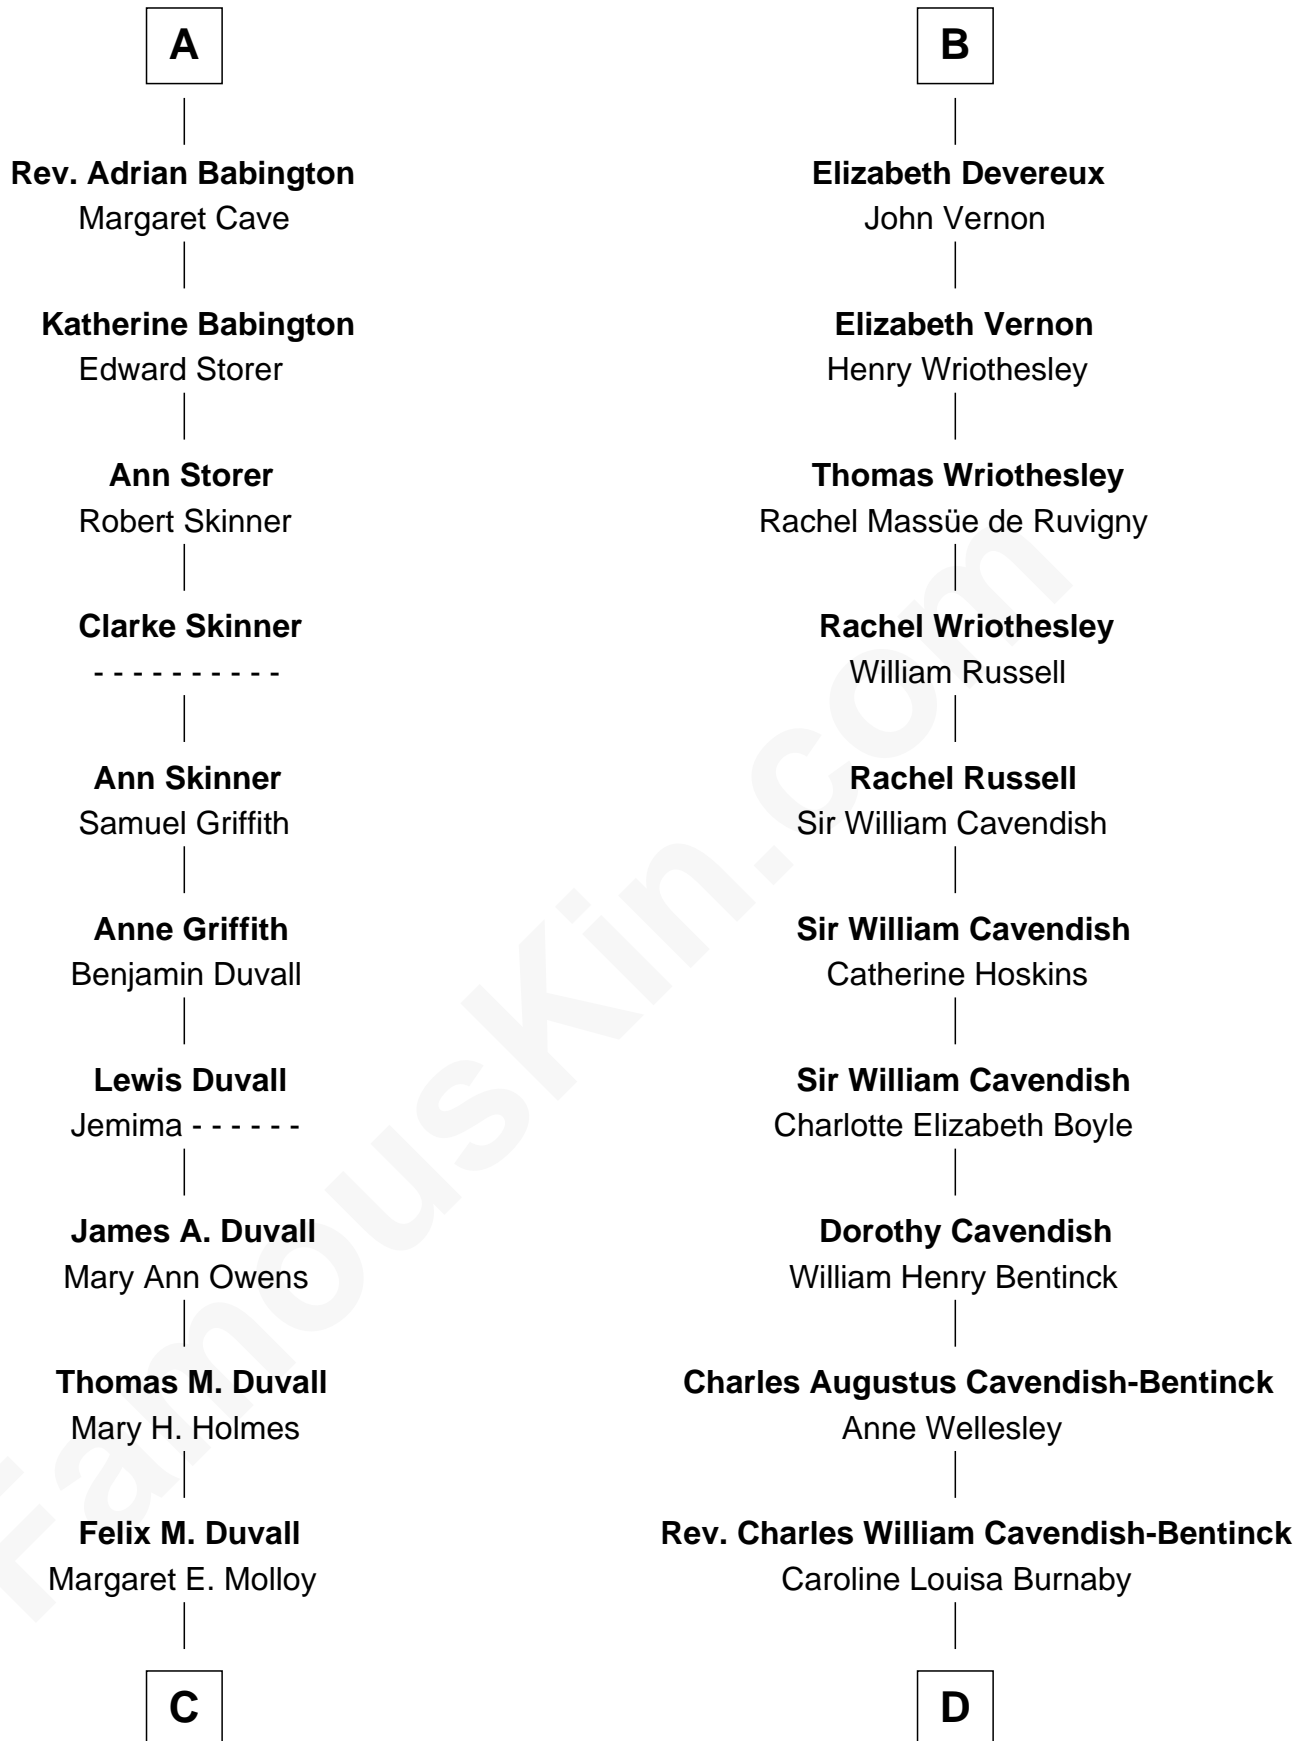 A
Rev. Adrian Babington
Margaret Cave
Katherine Babington
Edward Storer
Ann Storer
Robert Skinner
Clarke Skinner
- - - - - - - - - -
Ann Skinner
Samuel Griffith
Anne Griffith
Benjamin Duvall
Lewis Duvall
Jemima - - - - - -
James A. Duvall
Mary Ann Owens
Thomas M. Duvall
Mary H. Holmes
Felix M. Duvall
Margaret E. Molloy
C
B
Elizabeth Devereux
John Vernon
Elizabeth Vernon
Henry Wriothesley
Thomas Wriothesley
Rachel Massüe de Ruvigny
Rachel Wriothesley
William Russell
Rachel Russell
Sir William Cavendish
Sir William Cavendish
Catherine Hoskins
Sir William Cavendish
Charlotte Elizabeth Boyle
Dorothy Cavendish
William Henry Bentinck
Charles Augustus Cavendish-Bentinck
Anne Wellesley
Rev. Charles William Cavendish-Bentinck
Caroline Louisa Burnaby
D
FamousKin.com